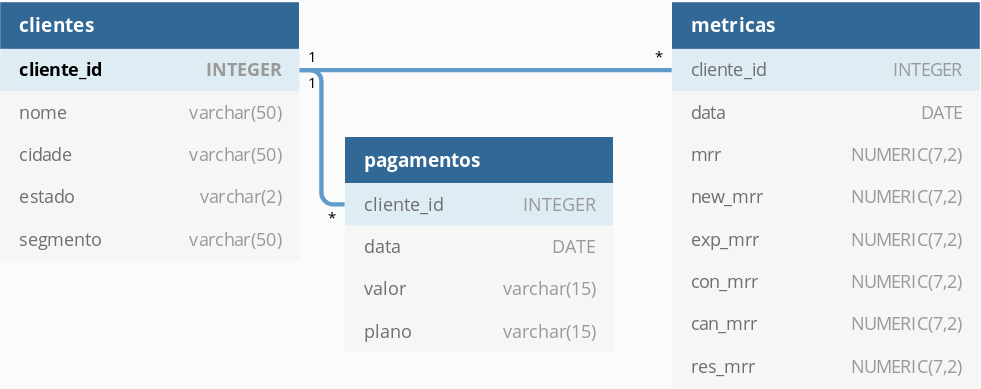 clientes
cliente_id INTEGER
nome varchar(50)
cidade varchar(50)
estado varchar(2)
segmento varchar(50)
1
1
*
*
pagamentos
cliente_id INTEGER
data DATE
valor varchar(15)
plano varchar(15)
metricas
cliente_id INTEGER
data DATE
mrr NUMERIC(7,2)
new_mrr NUMERIC(7,2)
exp_mrr NUMERIC(7,2)
con_mrr NUMERIC(7,2)
can_mrr NUMERIC(7,2)
res_mrr NUMERIC(7,2)